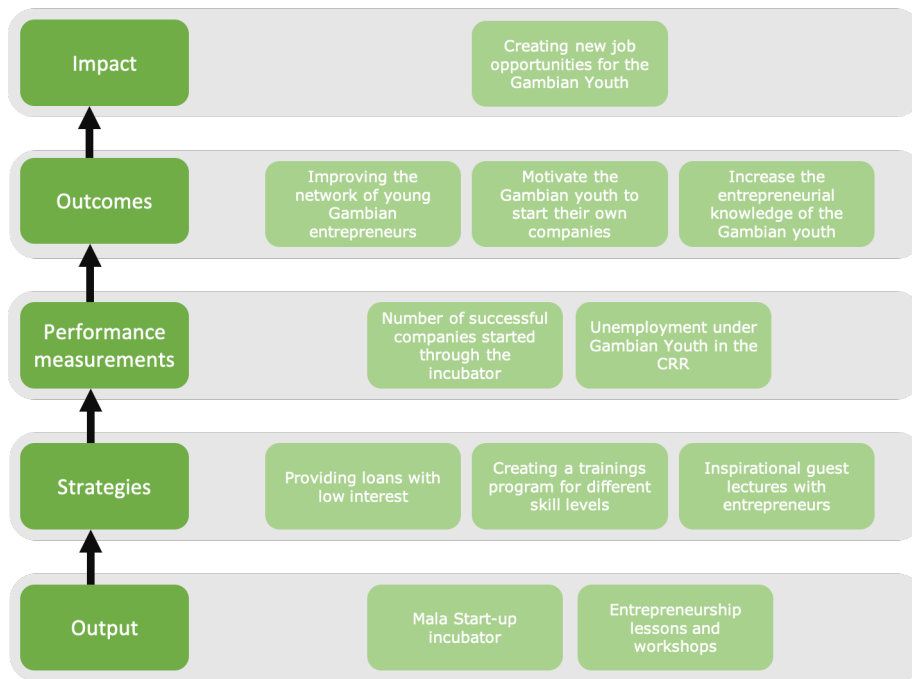 Impact
Creating new job
opportunities for the
Gambian Youth
Outcomes
Improving the
network of young
Gambian
entrepreneurs
Motivate the
Gambian youth to
start their own
companies
Increase the
entrepreneurial
knowledge of the
Gambian youth
Performance
measurements
Number of successful
companies started
through the
incubator
Unemployment under
Gambian Youth in the
CRR
Strategies
Providing loans with
low interest
Creating a trainings
program for different
skill levels
Inspirational guest
lectures with
entrepreneurs
Output
Mala Start-up
incubator
Entrepreneurship
lessons and
workshops